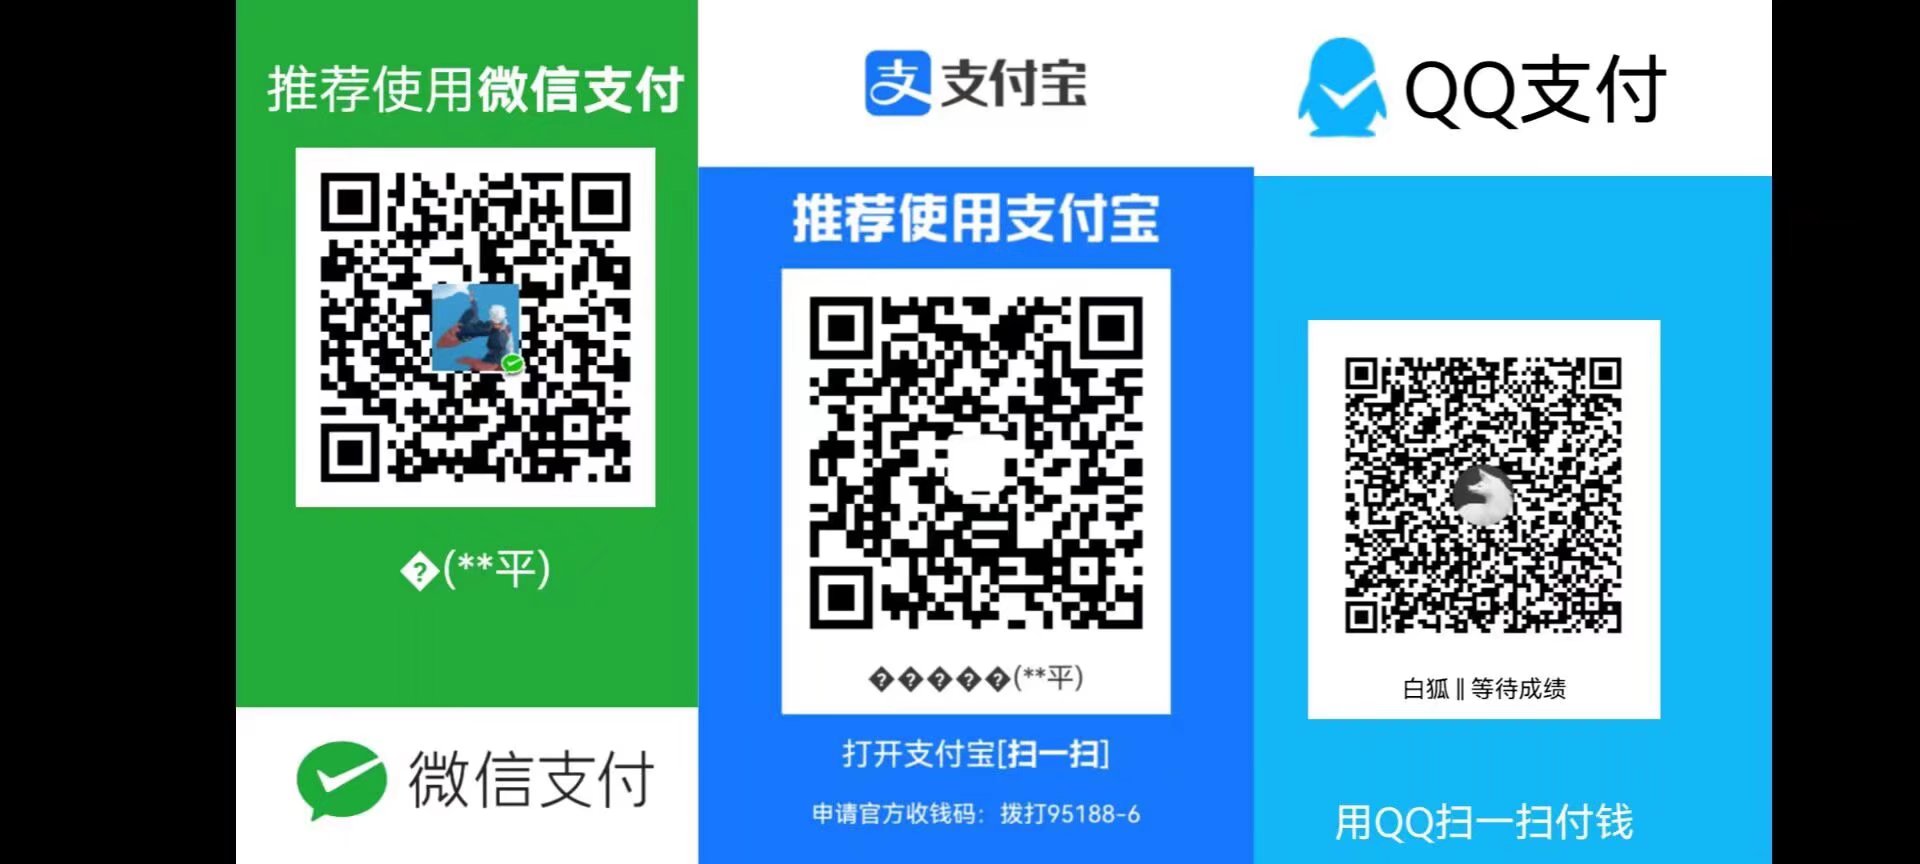 推荐使用微信支付
�(**平)
微信支付
支付宝
推荐使用支付宝
�����(**平)
打开支付宝[扫一扫]
申请官方收钱码：拨打95188-6
QQ支付
白狐 ‖ 等待成绩
用QQ扫一扫付钱